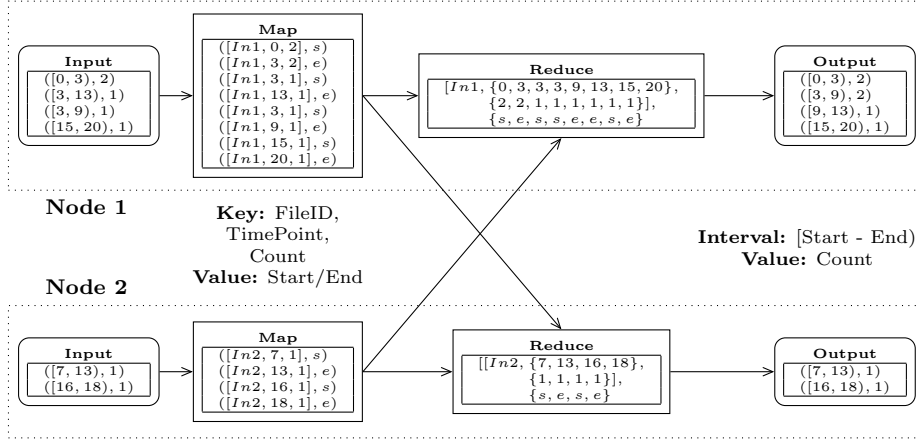 Input
([0, 3), 2)
([3, 13), 1)
([3, 9), 1)
([15, 20), 1)
Map
([In1, 0, 2], s)
([In1, 3, 2], e)
([In1, 3, 1], s)
([In1, 13, 1], e)
([In1, 3, 1], s)
([In1, 9, 1], e)
([In1, 15, 1], s)
([In1, 20, 1], e)
Reduce
[In1, {0, 3, 3, 3, 9, 13, 15, 20},
{2, 2, 1, 1, 1, 1, 1, 1}],
{s, e, s, s, e, e, s, e}
Output
([0, 3), 2)
([3, 9), 2)
([9, 13), 1)
([15, 20), 1)
Node 1
Key: FileID,
TimePoint,
Count
Value: Start/End
Interval: [Start - End)
Value: Count
Node 2
Input
([7, 13), 1)
([16, 18), 1)
Map
([In2, 7, 1], s)
([In2, 13, 1], e)
([In2, 16, 1], s)
([In2, 18, 1], e)
Reduce
[[In2, {7, 13, 16, 18},
{1, 1, 1, 1}],
{s, e, s, e}
Output
([7, 13), 1)
([16, 18), 1)